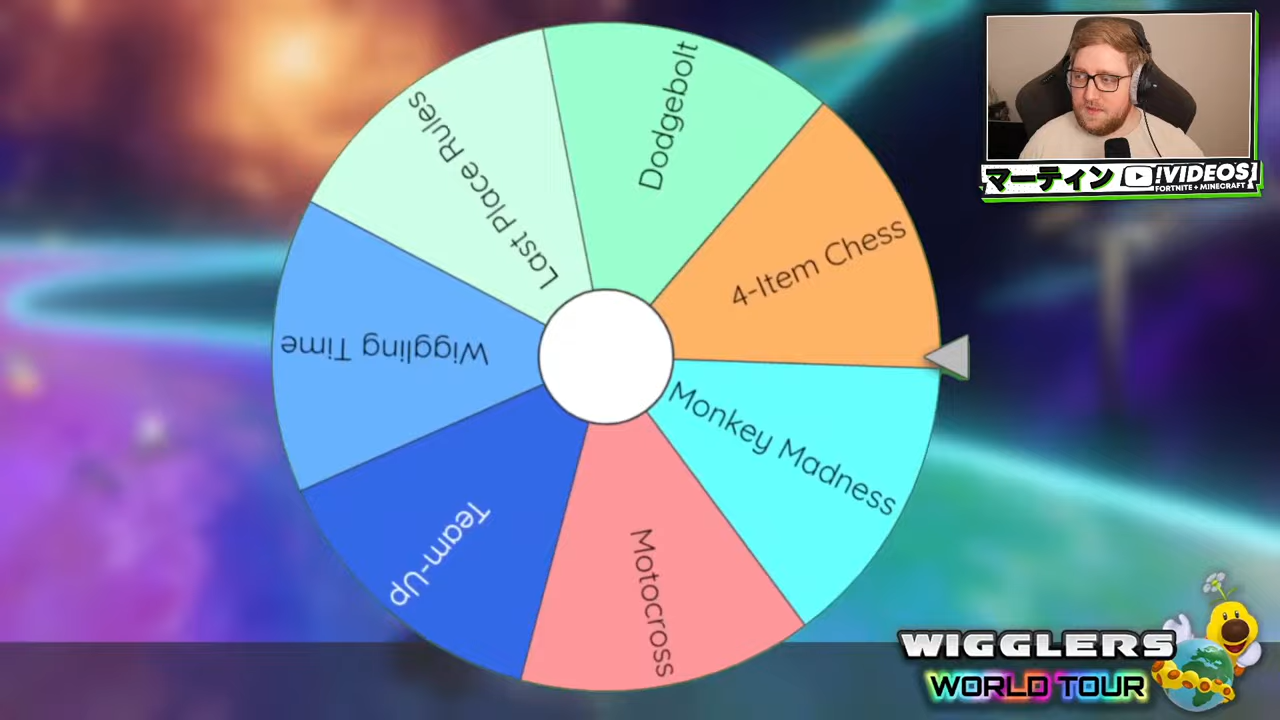 Dodgebolt
Last Place Rules
4-Item Chess
Wiggling Time
Monkey Madness
Team-Up
Motocross
マーティン
!VIDEOS
FORTNITE + MINECRAFT
WIGGLERS
WORLD TOUR